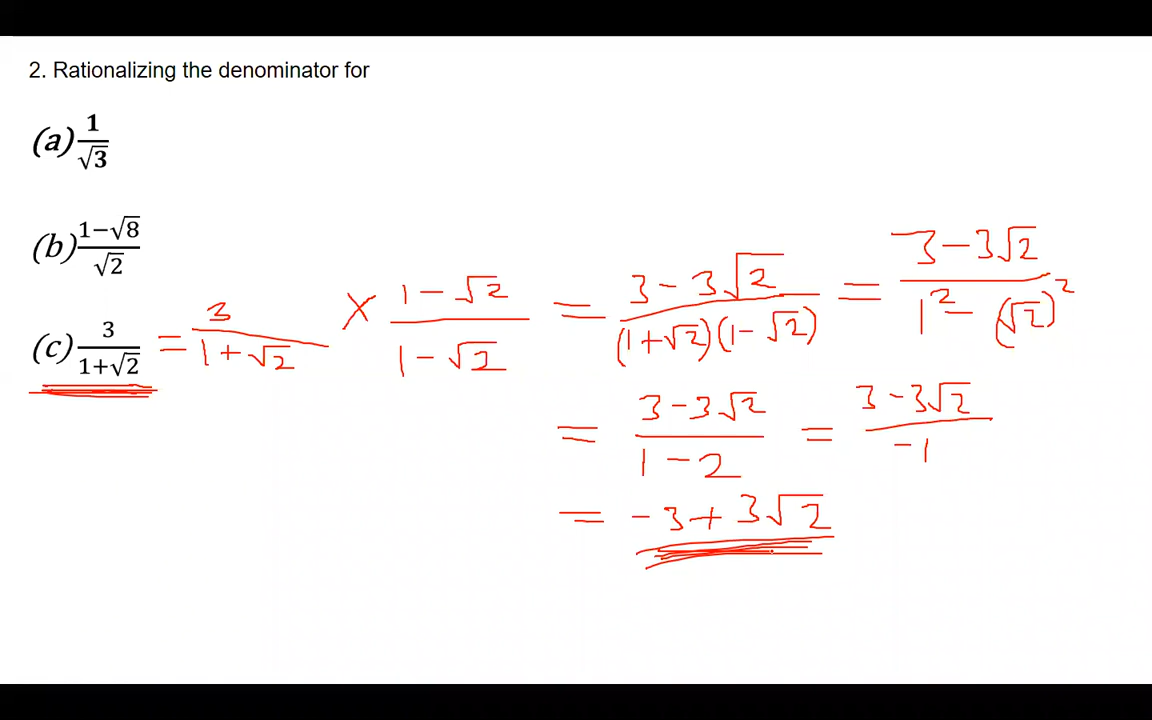 2. Rationalizing the denominator for
(a) 1/√3
(b) (1−√8)/√2
(c) 3/(1+√2) = 3/(1+√2) × (1−√2)/(1−√2) = (3−3√2)/((1+√2)(1−√2)) = (3−3√2)/(1²−(√2)²)
= (3−3√2)/(1−2) = (3−3√2)/(−1)
= −3+3√2